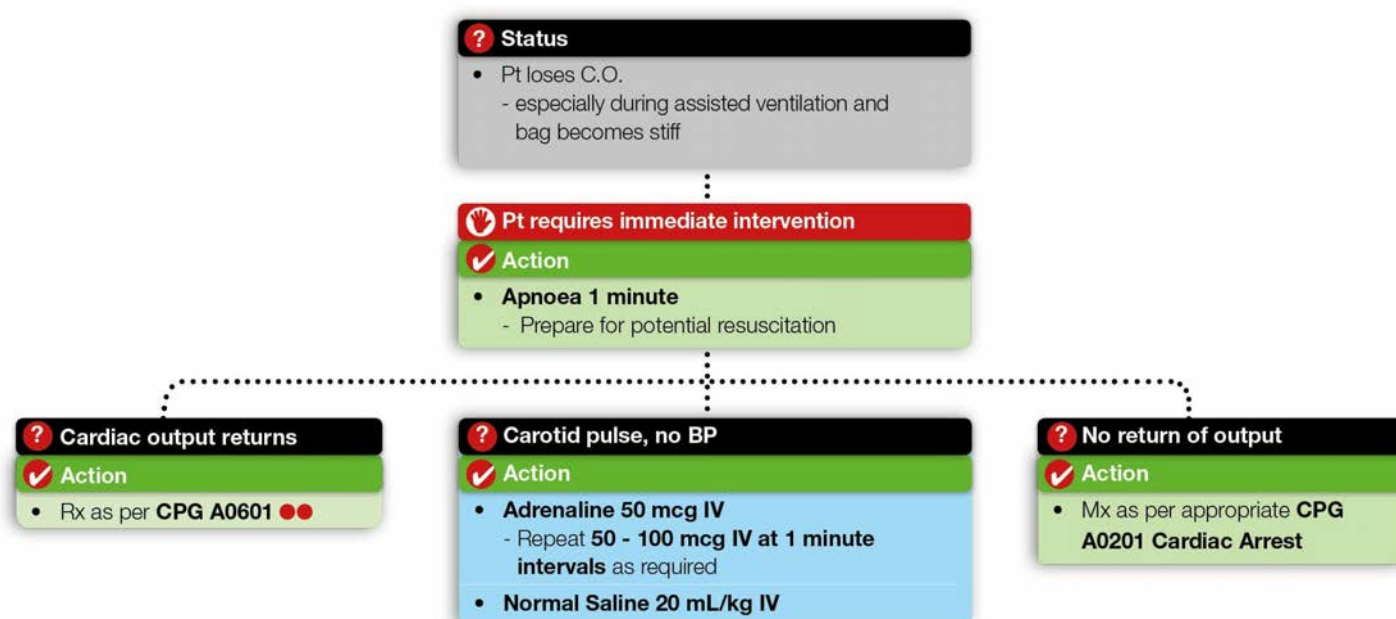 Status
• Pt loses C.O.
- especially during assisted ventilation and
bag becomes stiff
Pt requires immediate intervention
Action
• Apnoea 1 minute
- Prepare for potential resuscitation
? Cardiac output returns
Action
• Rx as per CPG A0601
? Carotid pulse, no BP
Action
• Adrenaline 50 mcg IV
- Repeat 50 - 100 mcg IV at 1 minute
intervals as required
• Normal Saline 20 mL/kg IV
? No return of output
Action
• Mx as per appropriate CPG
A0201 Cardiac Arrest